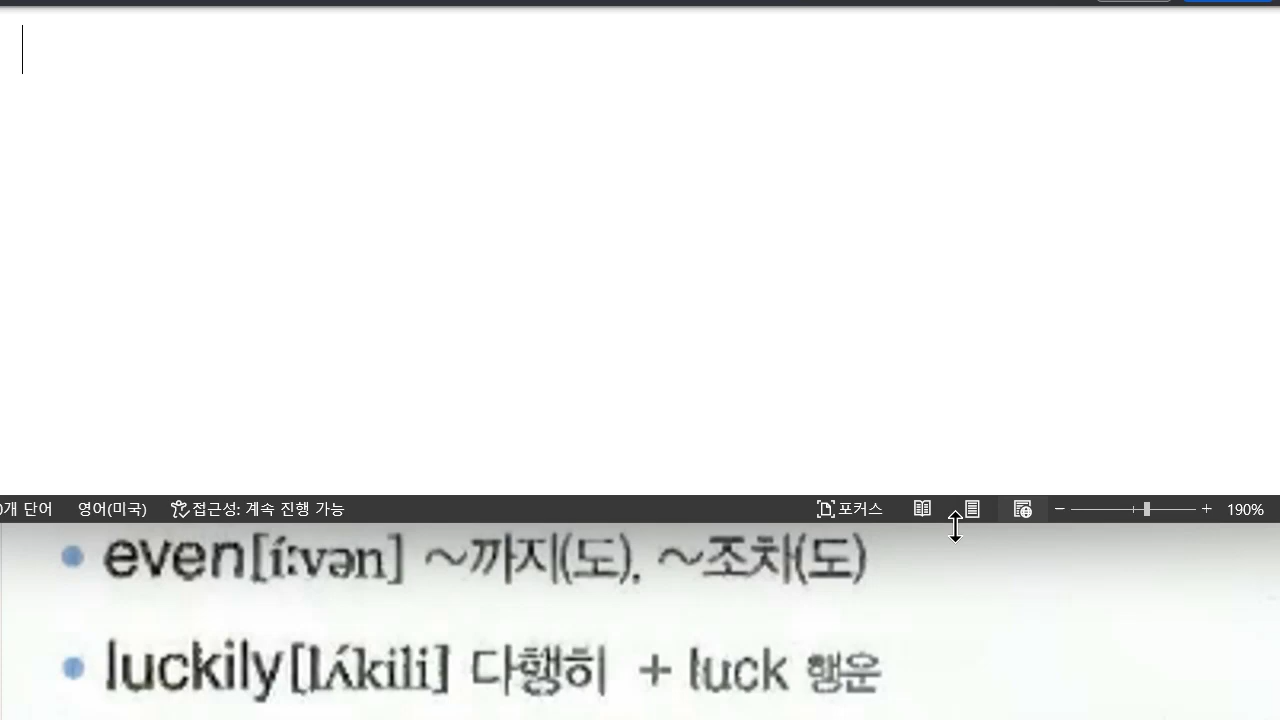 개 단어 영어(미국) 접근성: 계속 진행 가능 포커스 190%
even[íːvən] ~까지(도), ~조차(도)
luckily[lʌ́kili] 다행히 + luck 행운